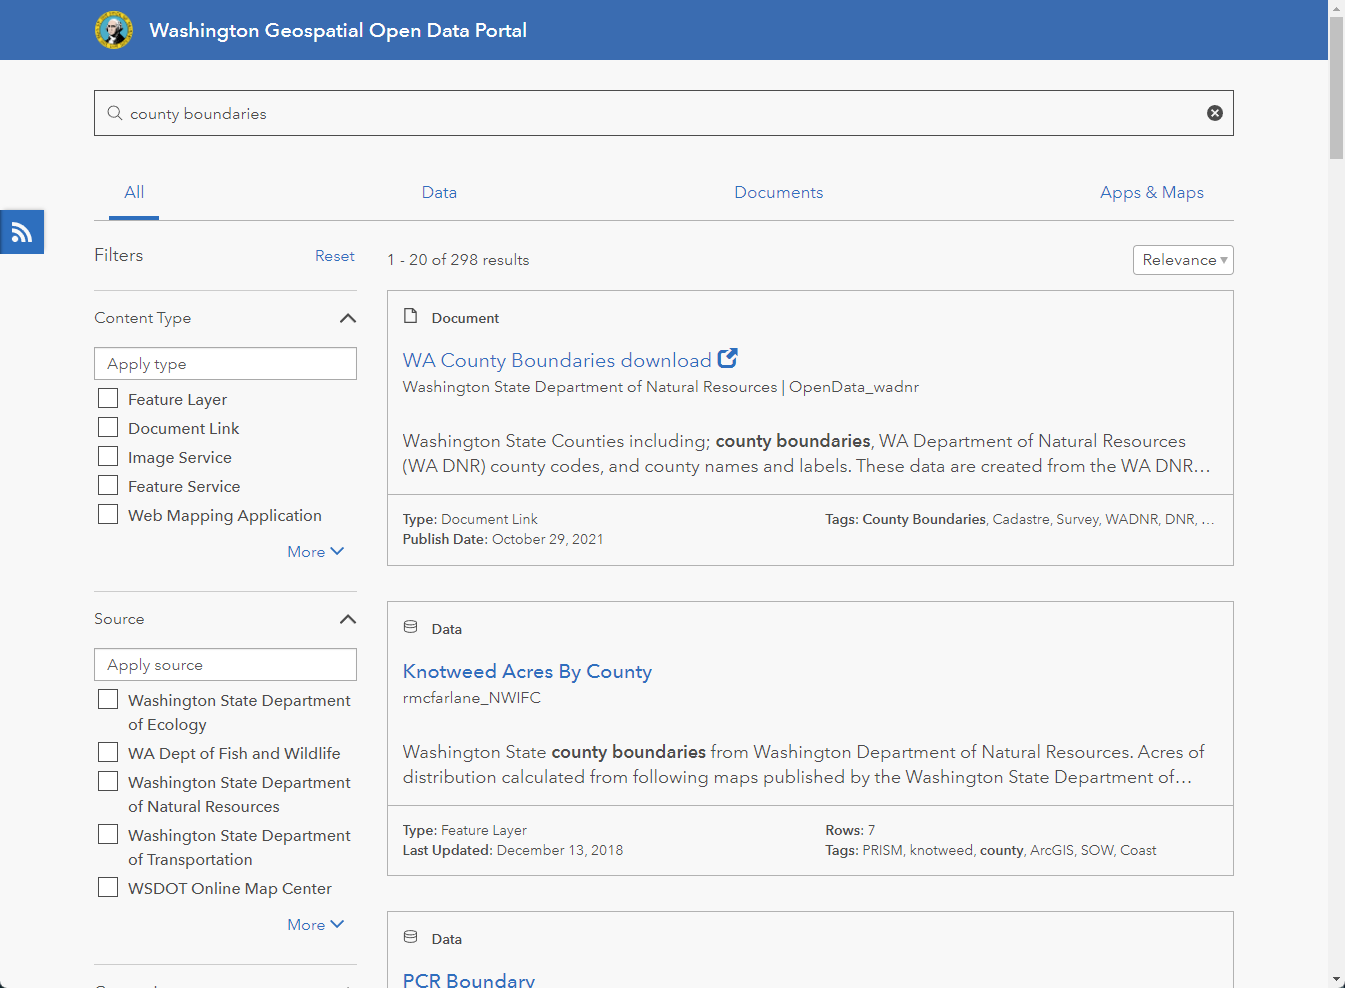 Washington Geospatial Open Data Portal
county boundaries
All
Data
Documents
Apps & Maps
Filters
Reset
Content Type
Apply type
Feature Layer
Document Link
Image Service
Feature Service
Web Mapping Application
More
Source
Apply source
Washington State Department
of Ecology
WA Dept of Fish and Wildlife
Washington State Department
of Natural Resources
Washington State Department
of Transportation
WSDOT Online Map Center
More
1 - 20 of 298 results
Relevance
Document
WA County Boundaries download
Washington State Department of Natural Resources | OpenData_wadnr
Washington State Counties including; county boundaries, WA Department of Natural Resources
(WA DNR) county codes, and county names and labels. These data are created from the WA DNR…
Type: Document Link
Publish Date: October 29, 2021
Tags: County Boundaries, Cadastre, Survey, WADNR, DNR, …
Data
Knotweed Acres By County
rmcfarlane_NWIFC
Washington State county boundaries from Washington Department of Natural Resources. Acres of
distribution calculated from following maps published by the Washington State Department of…
Type: Feature Layer
Last Updated: December 13, 2018
Rows: 7
Tags: PRISM, knotweed, county, ArcGIS, SOW, Coast
Data
PCR Boundary